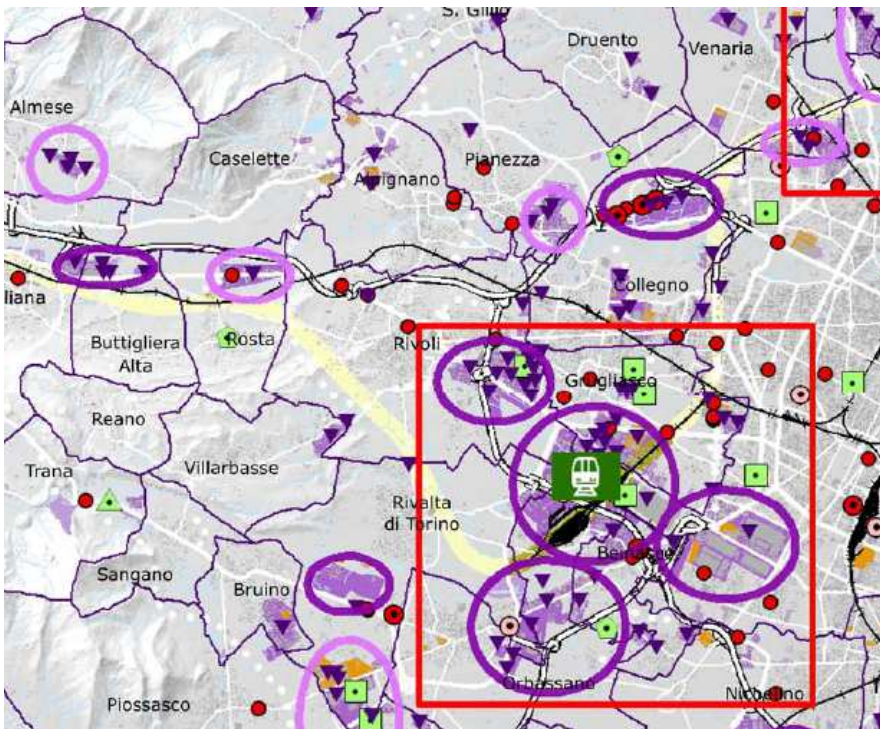 S. Gillio
Druento
Venaria
Almese
Caselette
Pianezza
Alpignano
liana
Collegno
Buttigliera
Alta
Rosta
Rivoli
Grugliasco
Reano
Trana
Villarbasse
Rivalta
di Torino
Beinasco
Sangano
Bruino
Orbassano
Nichelino
Piossasco